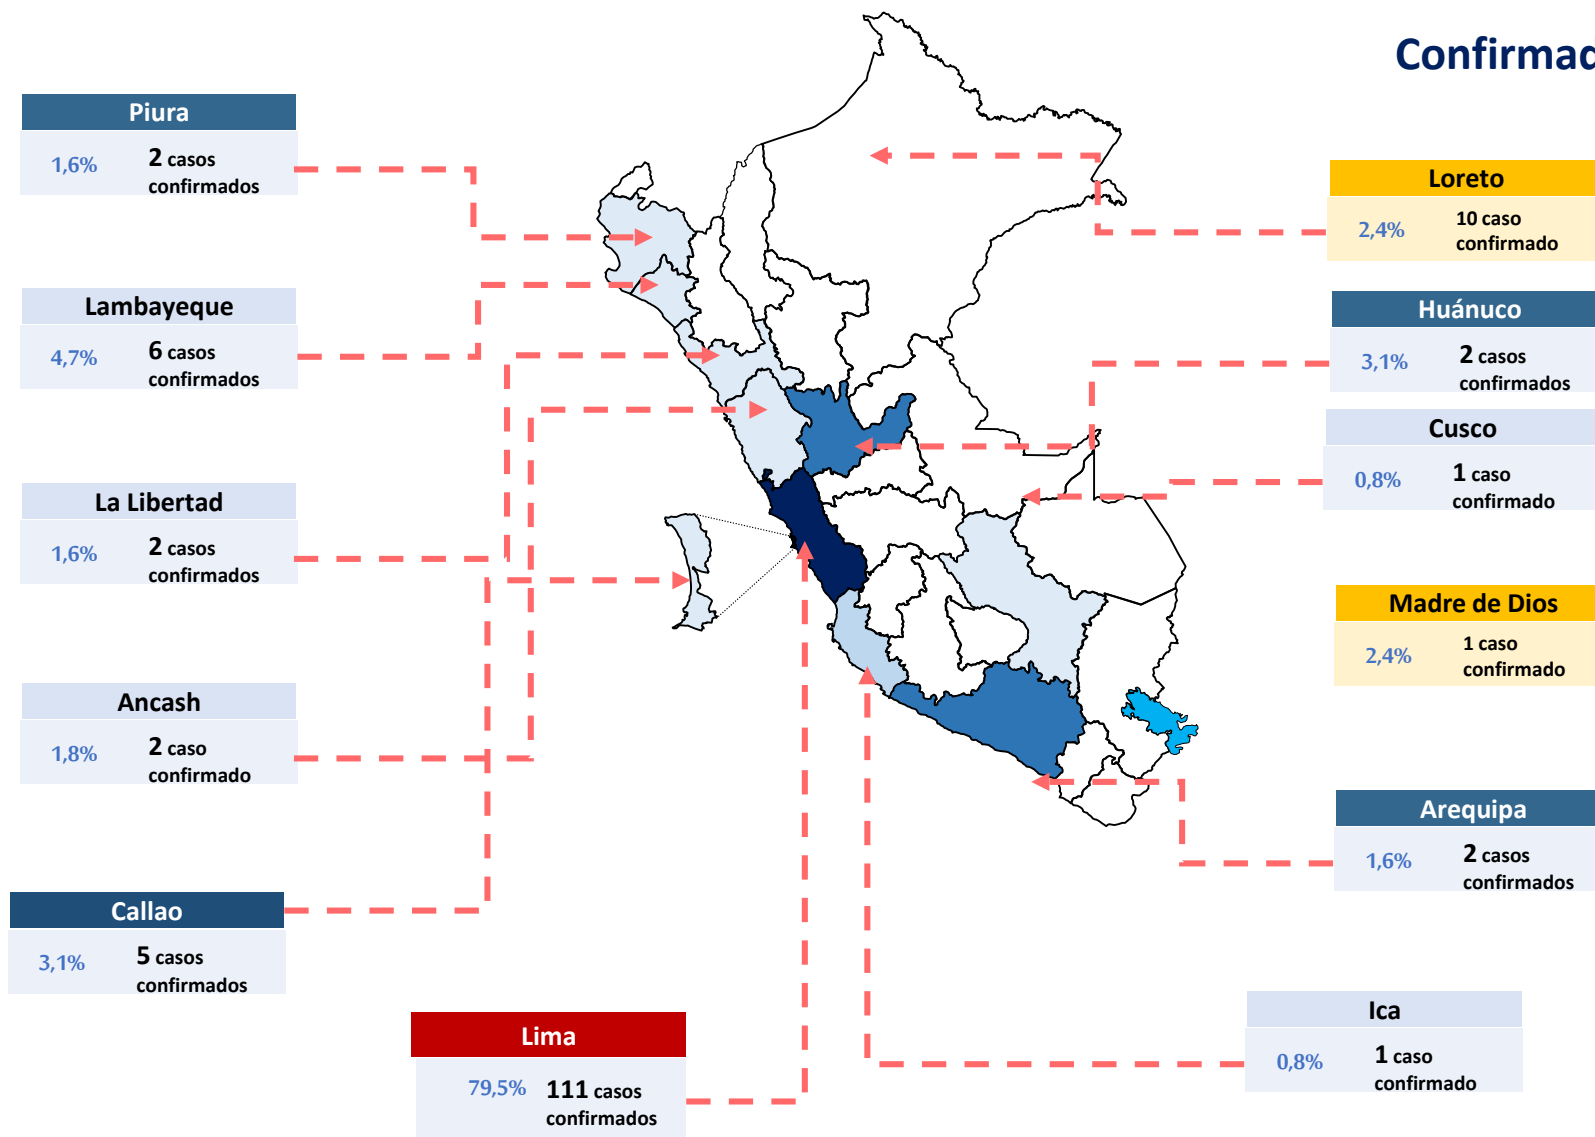 Confirmad
Piura
1,6% 2 casos
confirmados
Lambayeque
4,7% 6 casos
confirmados
La Libertad
1,6% 2 casos
confirmados
Ancash
1,8% 2 caso
confirmado
Callao
3,1% 5 casos
confirmados
Lima
79,5% 111 casos
confirmados
Loreto
2,4% 10 caso
confirmado
Huánuco
3,1% 2 casos
confirmados
Cusco
0,8% 1 caso
confirmado
Madre de Dios
2,4% 1 caso
confirmado
Arequipa
1,6% 2 casos
confirmados
Ica
0,8% 1 caso
confirmado